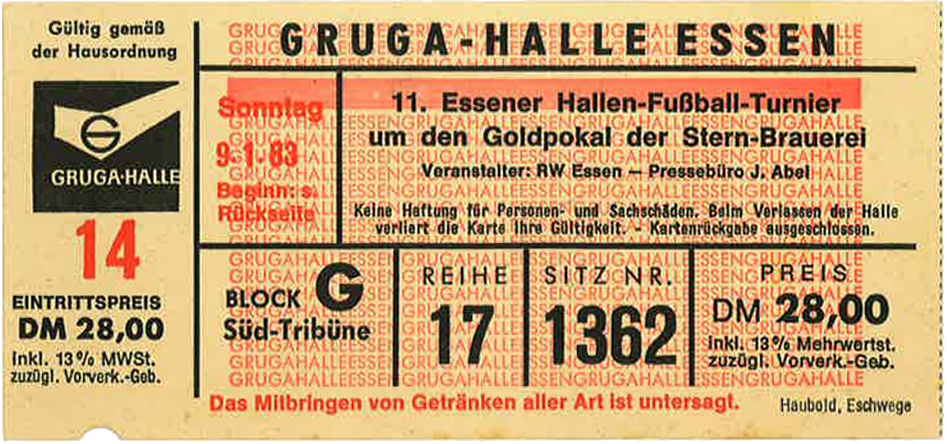 Gültig gemäß
der Hausordnung
GRUGA-HALLE
14
EINTRITTSPREIS
DM 28,00
inkl. 13% MWSt.
zuzügl. Vorverk.-Geb.
GRUGA-HALLE ESSEN
Sonntag
9.1.83
Beginn: s.
Rückseite
11. Essener Hallen-Fußball-Turnier
um den Goldpokal der Stern-Brauerei
Veranstalter: RW Essen — Pressebüro J. Abel
Keine Haftung für Personen- und Sachschäden. Beim Verlassen der Halle
verliert die Karte ihre Gültigkeit. - Kartenrückgabe ausgeschlossen.
BLOCK G
Süd-Tribüne
REIHE
17
SITZ NR.
1362
PREIS
DM 28,00
inkl. 13% Mehrwertst.
zuzügl. Vorverk.-Geb.
Das Mitbringen von Getränken aller Art ist untersagt.
Haubold, Eschwege